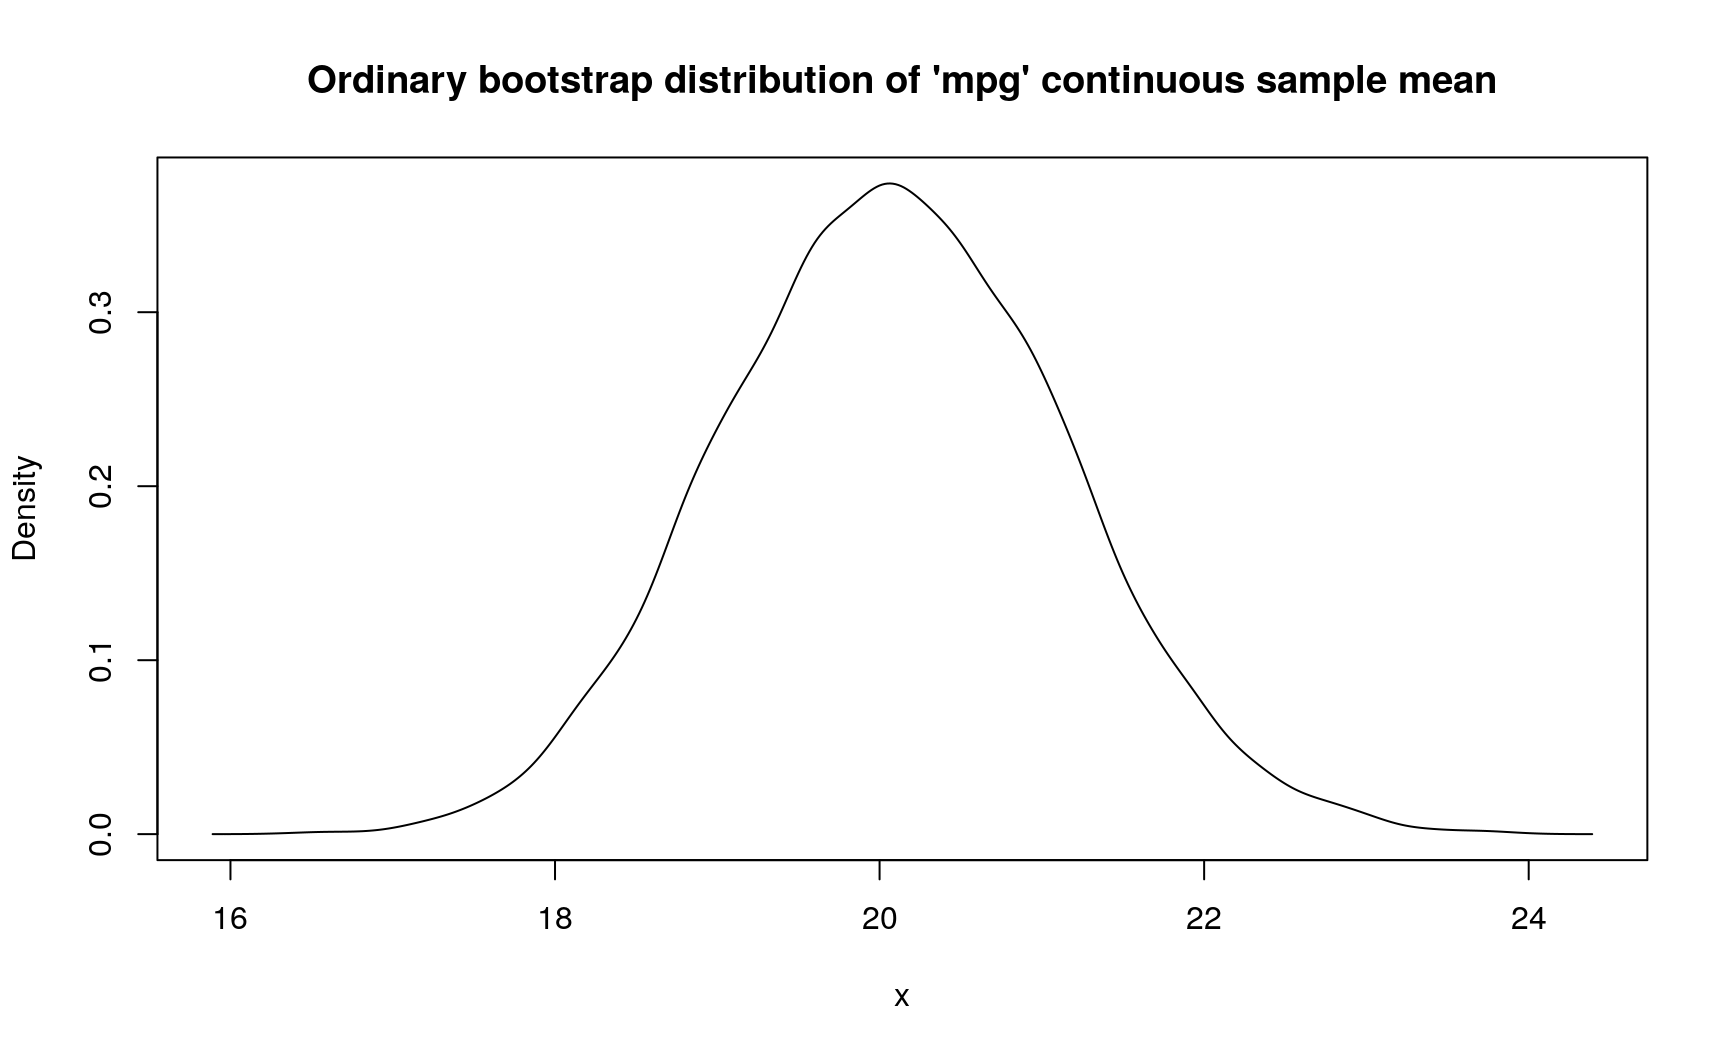 Ordinary bootstrap distribution of 'mpg' continuous sample mean
Density
0.3
0.2
0.1
0.0
16 18 20 22 24
x